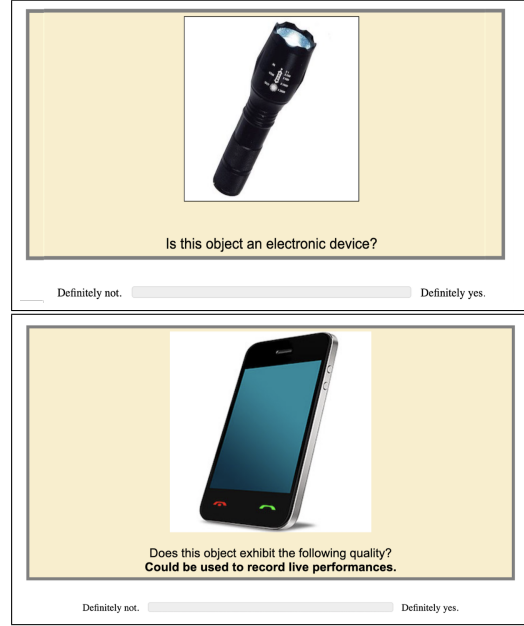 Is this object an electronic device?
Definitely not. Definitely yes.
Does this object exhibit the following quality?
Could be used to record live performances.
Definitely not. Definitely yes.